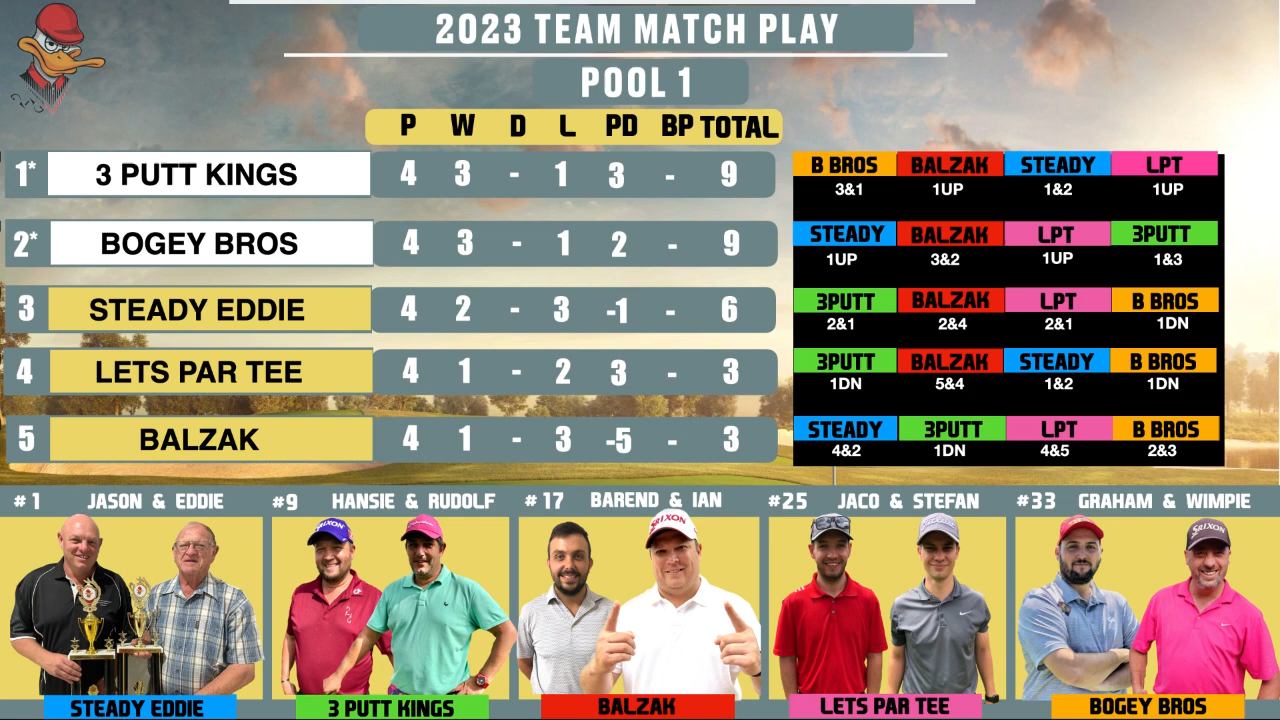 2023 TEAM MATCH PLAY
POOL 1
P W D L PD BP TOTAL
1* 3 PUTT KINGS 4 3 - 1 3 - 9
B BROS BALZAK STEADY LPT
3&1 1UP 1&2 1UP
2* BOGEY BROS 4 3 - 1 2 - 9
STEADY BALZAK LPT 3PUTT
1UP 3&2 1UP 1&3
3 STEADY EDDIE 4 2 - 3 -1 - 6
3PUTT BALZAK LPT B BROS
2&1 2&4 2&1 1DN
4 LETS PAR TEE 4 1 - 2 3 - 3
3PUTT BALZAK STEADY B BROS
1DN 5&4 1&2 1DN
5 BALZAK 4 1 - 3 -5 - 3
STEADY 3PUTT LPT B BROS
4&2 1DN 4&5 2&3
#1 JASON & EDDIE #9 HANSIE & RUDOLF #17 BAREND & IAN #25 JACO & STEFAN #33 GRAHAM & WIMPIE
SRIXON SRIXON SRIXON
STEADY EDDIE 3 PUTT KINGS BALZAK LETS PAR TEE BOGEY BROS